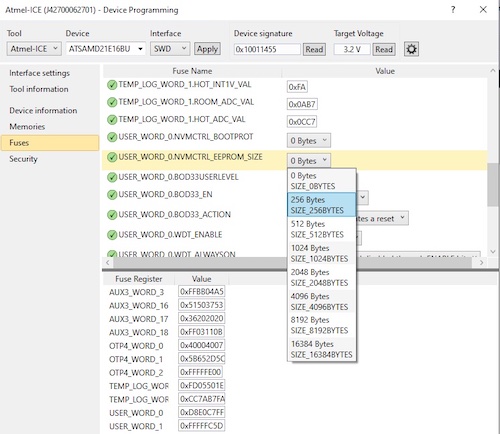 Atmel-ICE (J42700062701) - Device Programming
Tool Device Interface Device signature Target Voltage
Atmel-ICE ATSAMD21E16BU SWD Apply 0x10011455 Read 3.2 V Read
Interface settings
Tool information
Device information
Memories
Fuses
Security
Fuse Name Value
TEMP_LOG_WORD_1.HOT_INT1V_VAL 0xFA
TEMP_LOG_WORD_1.ROOM_ADC_VAL 0x0AB7
TEMP_LOG_WORD_1.HOT_ADC_VAL 0x0CC7
USER_WORD_0.NVMCTRL_BOOTPROT 0 Bytes
USER_WORD_0.NVMCTRL_EEPROM_SIZE 0 Bytes
USER_WORD_0.BOD33USERLEVEL
USER_WORD_0.BOD33_EN
USER_WORD_0.BOD33_ACTION es a reset
USER_WORD_0.WDT_ENABLE
USER_WORD_0.WDT_ALWAYSON
0 Bytes
SIZE_0BYTES
256 Bytes
SIZE_256BYTES
512 Bytes
SIZE_512BYTES
1024 Bytes
SIZE_1024BYTES
2048 Bytes
SIZE_2048BYTES
4096 Bytes
SIZE_4096BYTES
8192 Bytes
SIZE_8192BYTES
16384 Bytes
SIZE_16384BYTES
Fuse Register Value
AUX3_WORD_3 0xFFBB04A5
AUX3_WORD_16 0x51503753
AUX3_WORD_17 0x36202020
AUX3_WORD_18 0xFF03110B
OTP4_WORD_0 0x40004007
OTP4_WORD_1 0x5B652D5C
OTP4_WORD_2 0xFFFFFE00
TEMP_LOG_WOR 0xFD05501E
TEMP_LOG_WOR 0xCC7AB7FA
USER_WORD_0 0xD8E0C7FF
USER_WORD_1 0xFFFFFC5D